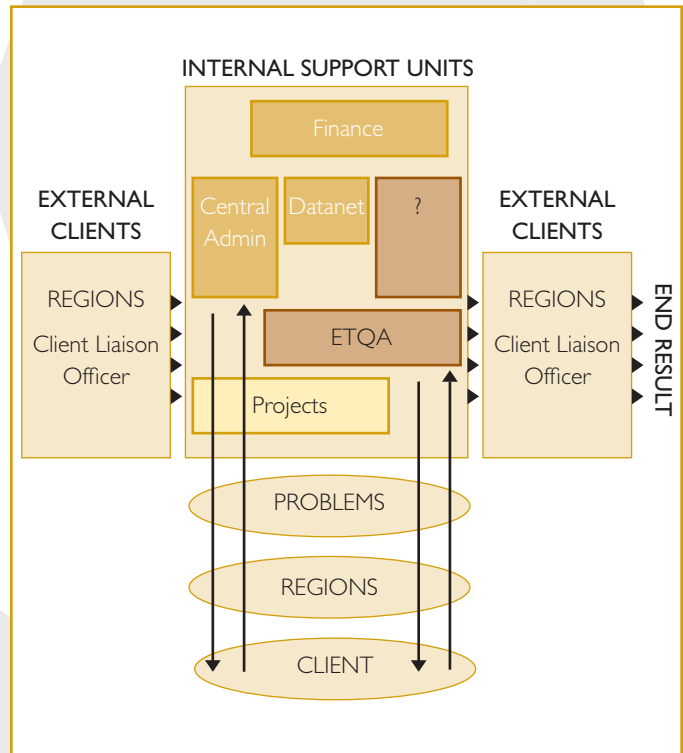 INTERNAL SUPPORT UNITS
Finance
EXTERNAL
CLIENTS
REGIONS
Client Liaison
Officer
Central
Admin
Datanet
?
ETQA
Projects
EXTERNAL
CLIENTS
REGIONS
Client Liaison
Officer
END RESULT
PROBLEMS
REGIONS
CLIENT